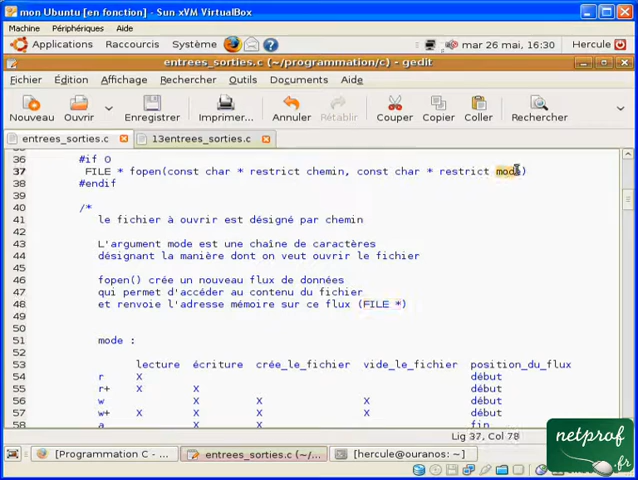 mon Ubuntu [en fonction] - Sun xVM VirtualBox
Machine Périphériques Aide
Applications Raccourcis Système ? mar 26 mai, 16:30 Hercule
entrees_sorties.c (~/programmation/c) - gedit
Fichier Édition Affichage Rechercher Outils Documents Aide
Nouveau Ouvrir Enregistrer Imprimer... Annuler Rétablir Couper Copier Coller Rechercher
entrees_sorties.c 13entrees_sorties.c
36 #if 0
37 FILE * fopen(const char * restrict chemin, const char * restrict mode)
38 #endif
39
40 /*
41 le fichier à ouvrir est désigné par chemin
42
43 L'argument mode est une chaîne de caractères
44 désignant la manière dont on veut ouvrir le fichier
45
46 fopen() crée un nouveau flux de données
47 qui permet d'accéder au contenu du fichier
48 et renvoie l'adresse mémoire sur ce flux (FILE *)
49
50
51 mode :
52
53 lecture écriture crée_le_fichier vide_le_fichier position_du_flux
54 r X début
55 r+ X X début
56 w X X X début
57 w+ X X X X début
58 a X X fin
Lig 37, Col 78
[Programmation C - ... entrees_sorties.c (~/... [hercule@ouranos: ~]
netprof
.fr